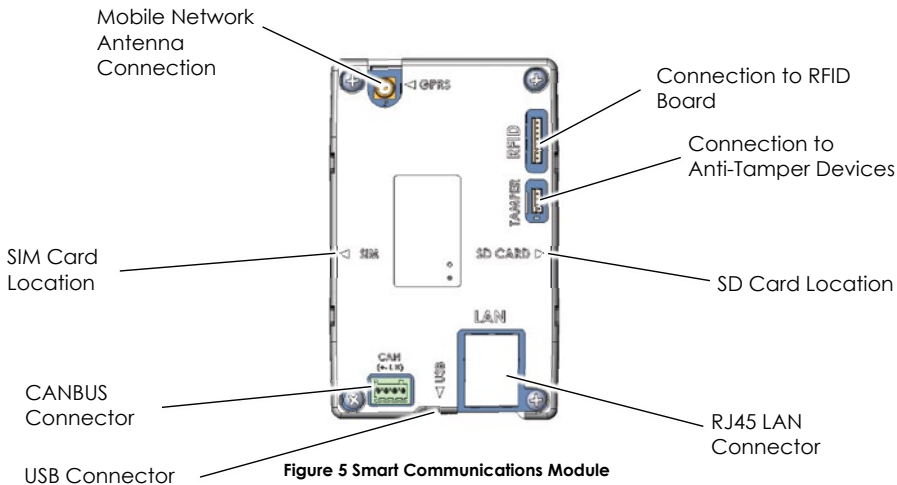 Mobile Network
Antenna
Connection
◁ GPRS
Connection to RFID
Board
RFID
Connection to
Anti-Tamper Devices
TAMPER
SIM Card
Location
◁ SIM
SD CARD ▷
SD Card Location
LAN
CAN
(+ - L H)
◁ USB
CANBUS
Connector
RJ45 LAN
Connector
USB Connector
Figure 5 Smart Communications Module